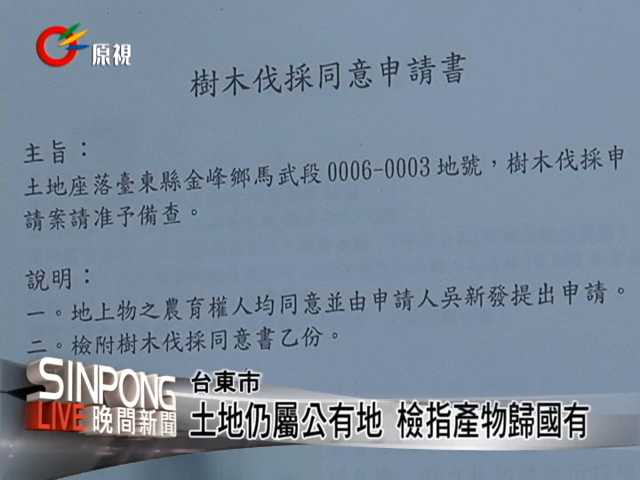 原視
樹木伐採同意申請書
主旨：
土地座落臺東縣金峰鄉馬武段0006-0003地號，樹木伐採申
請案請准予備查。
說明：
一。地上物之農育權人均同意並由申請人吳新發提出申請。
二。檢附樹木伐採同意書乙份。
SINPONG
LIVE晚間新聞
台東市
土地仍屬公有地 檢指產物歸國有